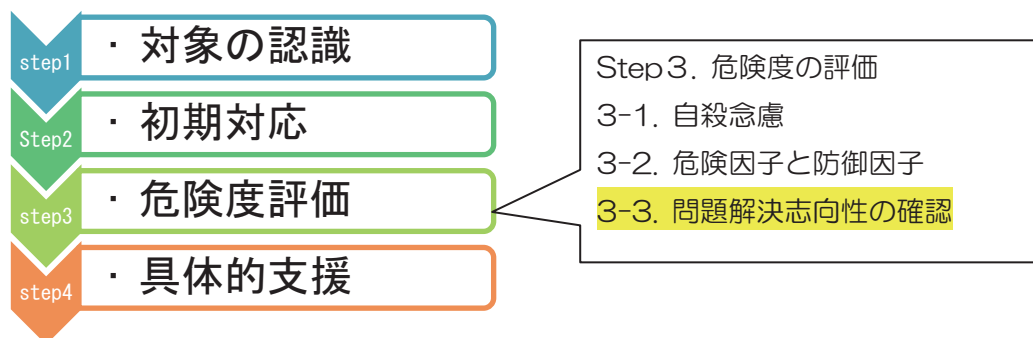 step1
・対象の認識
Step2
・初期対応
step3
・危険度評価
step4
・具体的支援
Step3. 危険度の評価
3-1. 自殺念慮
3-2. 危険因子と防御因子
3-3. 問題解決志向性の確認